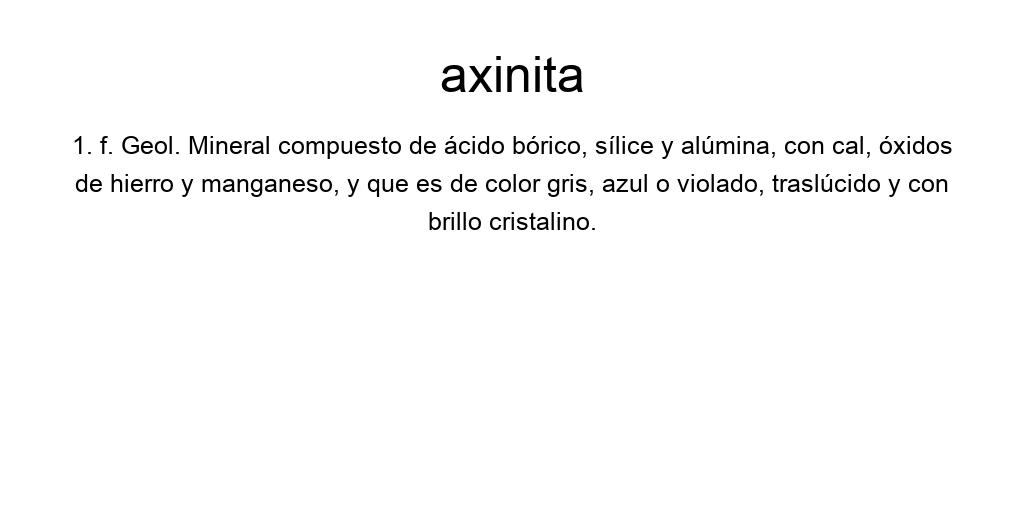 axinita
1. f. Geol. Mineral compuesto de ácido bórico, sílice y alúmina, con cal, óxidos
de hierro y manganeso, y que es de color gris, azul o violado, traslúcido y con
brillo cristalino.